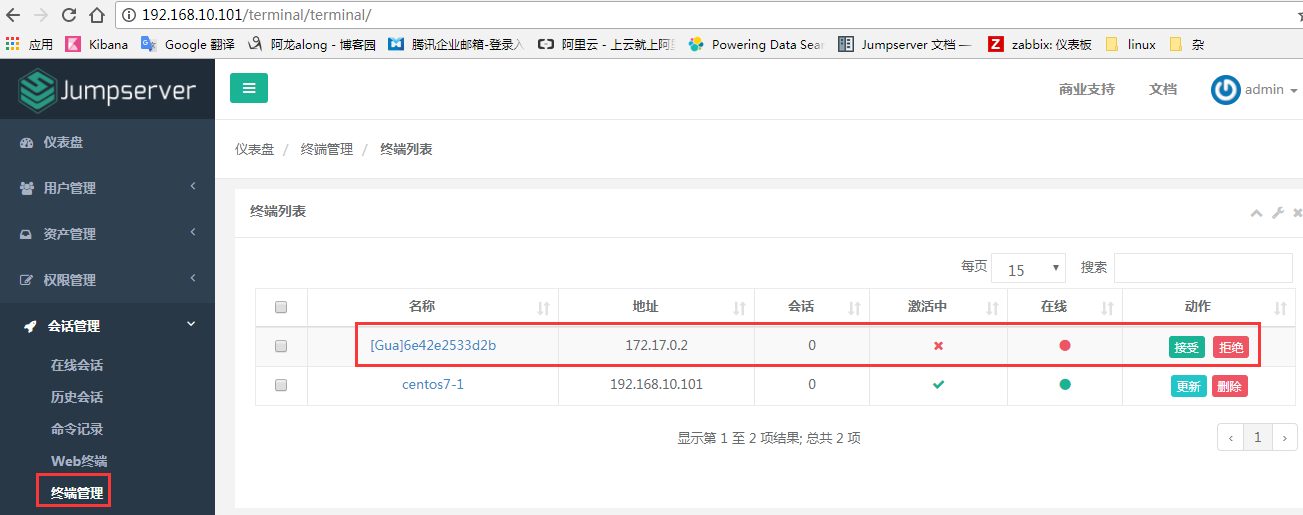 192.168.10.101/terminal/terminal/
应用 Kibana Google 翻译 阿龙along - 博客园 腾讯企业邮箱-登录入 阿里云 - 上云就上阿里 Powering Data Sea Jumpserver 文档 — zabbix: 仪表板 linux 杂
Jumpserver
商业支持 文档 admin
仪表盘
用户管理
资产管理
权限管理
会话管理
在线会话
历史会话
命令记录
Web终端
终端管理
仪表盘 / 终端管理 / 终端列表
终端列表
每页 15 搜索
名称 地址 会话 激活中 在线 动作
[Gua]6e42e2533d2b 172.17.0.2 0 接受 拒绝
centos7-1 192.168.10.101 0 更新 删除
显示第 1 至 2 项结果; 总共 2 项
‹ 1 ›